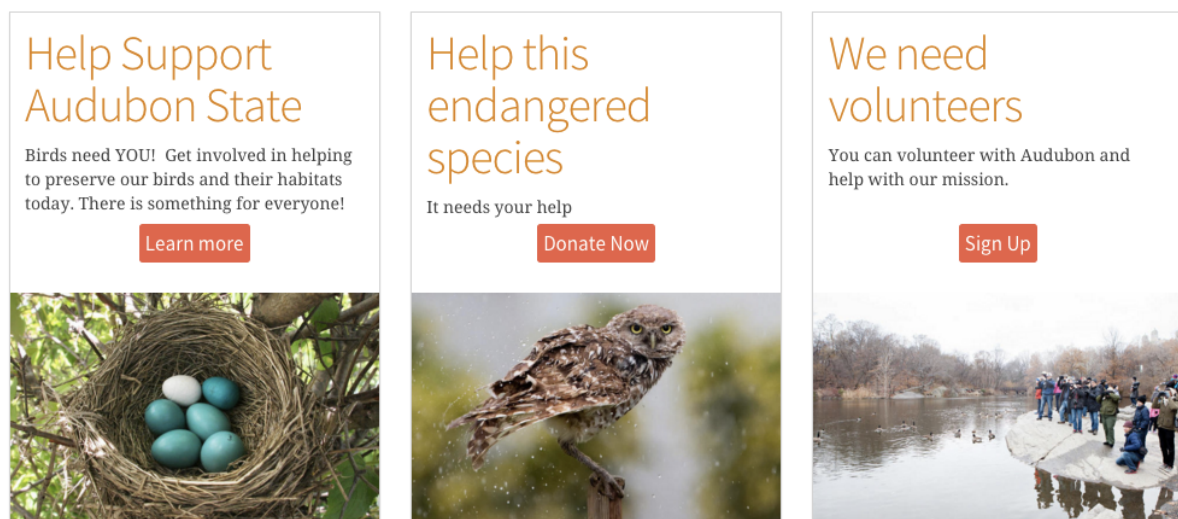 Help Support
Audubon State
Birds need YOU!  Get involved in helping
to preserve our birds and their habitats
today. There is something for everyone!
Learn more
Help this
endangered
species
It needs your help
Donate Now
We need
volunteers
You can volunteer with Audubon and
help with our mission.
Sign Up